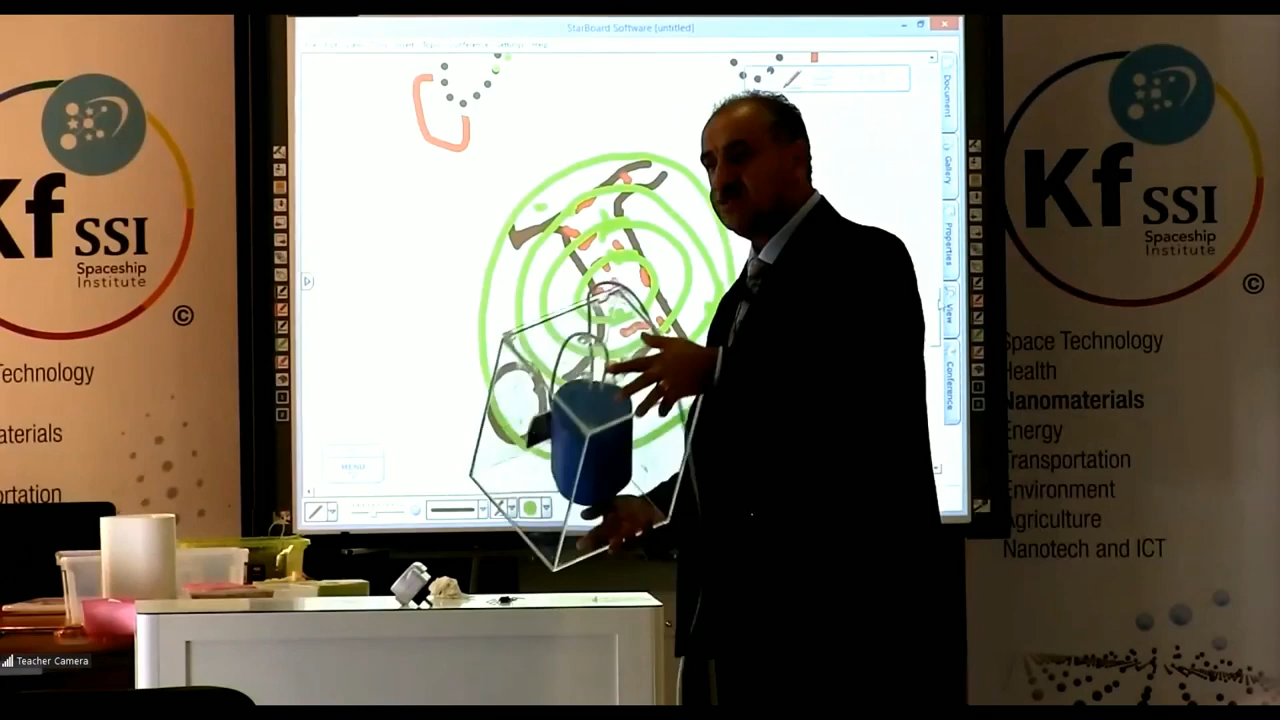 StarBoard Software [untitled]
Document
Gallery
Properties
View
Conference
MENU
Kf
SSI
Spaceship
Institute
©
Technology
aterials
ortation
Kf
SSI
Spaceship
Institute
©
Space Technology
Health
Nanomaterials
Energy
Transportation
Environment
Agriculture
Nanotech and ICT
Teacher Camera